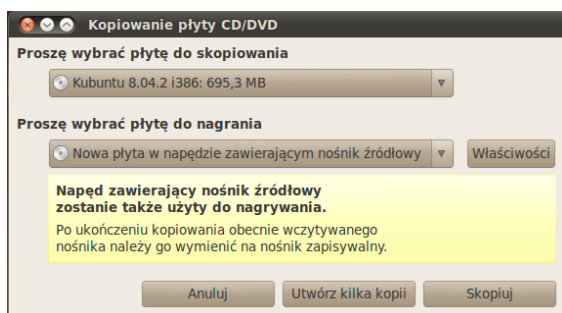 Kopiowanie płyty CD/DVD
Proszę wybrać płytę do skopiowania
Kubuntu 8.04.2 i386: 695,3 MB
Proszę wybrać płytę do nagrania
Nowa płyta w napędzie zawierającym nośnik źródłowy
Właściwości
Napęd zawierający nośnik źródłowy
zostanie także użyty do nagrywania.
Po ukończeniu kopiowania obecnie wczytywanego
nośnika należy go wymienić na nośnik zapisywalny.
Anuluj
Utwórz kilka kopii
Skopiuj